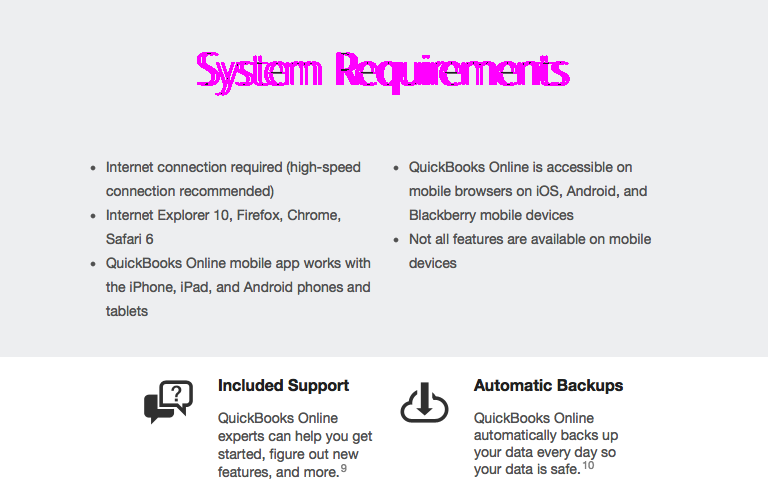 System Requirements
• Internet connection required (high-speed
connection recommended)
• Internet Explorer 10, Firefox, Chrome,
Safari 6
• QuickBooks Online mobile app works with
the iPhone, iPad, and Android phones and
tablets
• QuickBooks Online is accessible on
mobile browsers on iOS, Android, and
Blackberry mobile devices
• Not all features are available on mobile
devices
Included Support
QuickBooks Online
experts can help you get
started, figure out new
features, and more.9
Automatic Backups
QuickBooks Online
automatically backs up
your data every day so
your data is safe.10